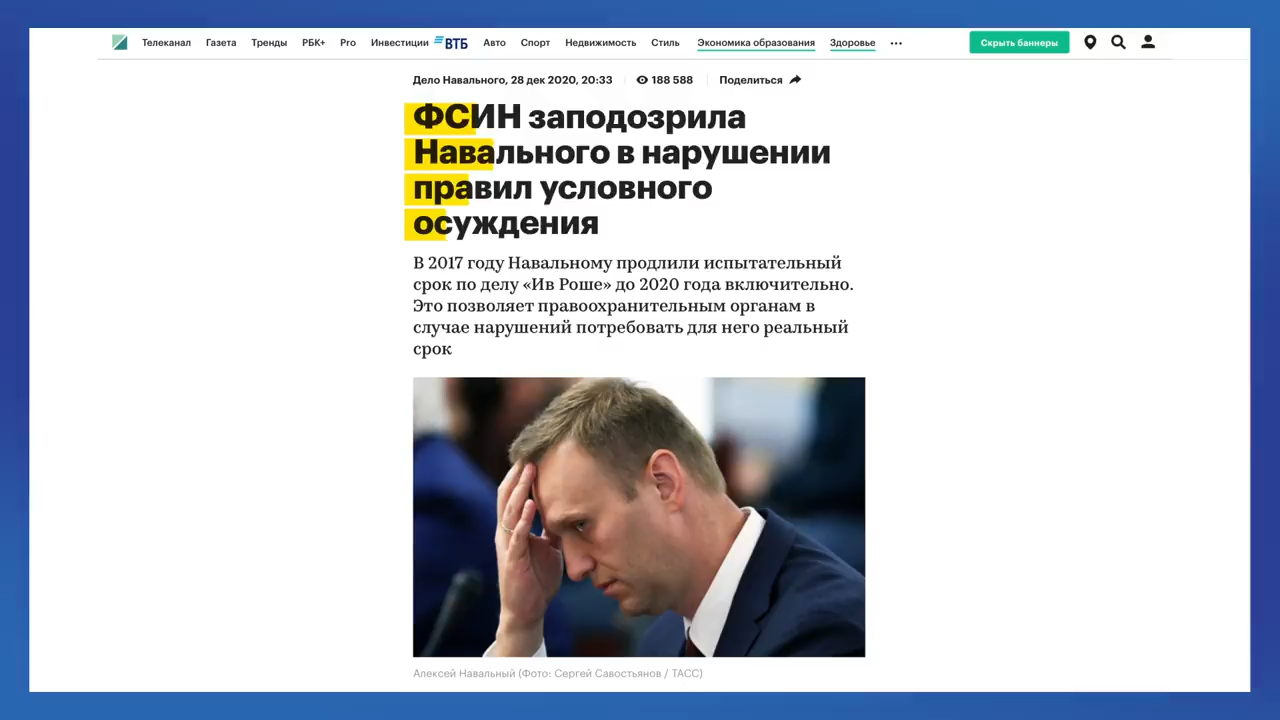 Телеканал Газета Тренды РБК+ Pro Инвестиции ВТБ Авто Спорт Недвижимость Стиль Экономика образования Здоровье ••• Скрыть баннеры
Дело Навального, 28 дек 2020, 20:33 188 588 Поделиться
ФСИН заподозрила
Навального в нарушении
правил условного
осуждения
В 2017 году Навальному продлили испытательный
срок по делу «Ив Роше» до 2020 года включительно.
Это позволяет правоохранительным органам в
случае нарушений потребовать для него реальный
срок
Алексей Навальный (Фото: Сергей Савостьянов / ТАСС)